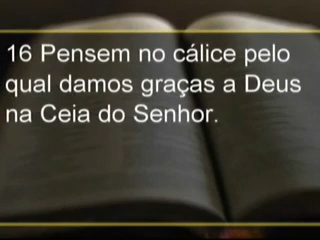 16 Pensem no cálice pelo
qual damos graças a Deus
na Ceia do Senhor.